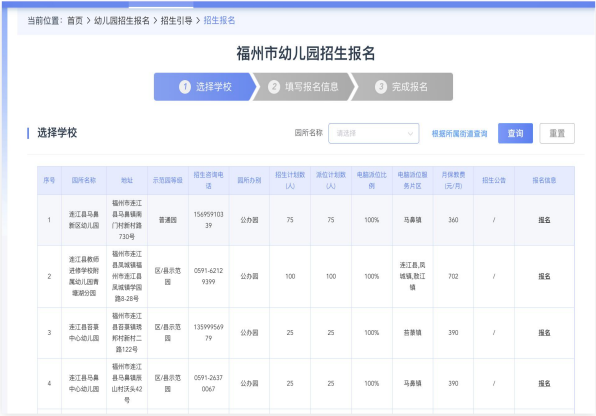 当前位置: 首页 > 幼儿园招生报名 > 招生引导 > 招生报名
福州市幼儿园招生报名
1 选择学校
2 填写报名信息
3 完成报名
选择学校
园所名称
请选择
根据所属街道查询
查询
重置
序号 园所名称 地址 示范园等级 招生咨询电话 园所办别 招生计划数(人) 派位计划数(人) 电脑派位比例 电脑派位服务片区 月保教费(元/月) 招生公告 报名信息
1 连江县马鼻新区幼儿园 福州市连江县马鼻镇南门村新村路730号 普通园 15695910339 公办园 75 75 100% 马鼻镇 360 / 报名
2 连江县教师进修学校附属幼儿园青塘湖分园 福州市连江县凤城镇福州市连江县凤城镇学园路8-28号 区/县示范园 0591-62129399 公办园 100 100 100% 连江县,凤城镇,敖江镇 702 / 报名
3 连江县苔菉中心幼儿园 福州市连江县苔菉镇琇邦村新村二路122号 区/县示范园 13599956979 公办园 25 25 100% 苔菉镇 390 / 报名
4 连江县马鼻中心幼儿园 福州市连江县马鼻镇辰山村沃头42号 区/县示范园 0591-26370067 公办园 25 25 100% 马鼻镇 390 / 报名